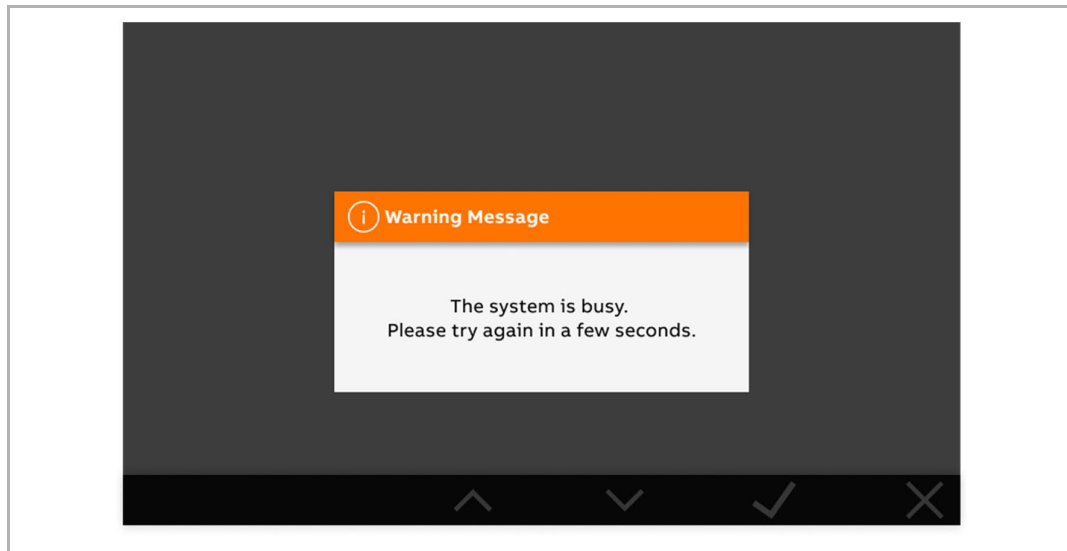 Warning Message
The system is busy.
Please try again in a few seconds.